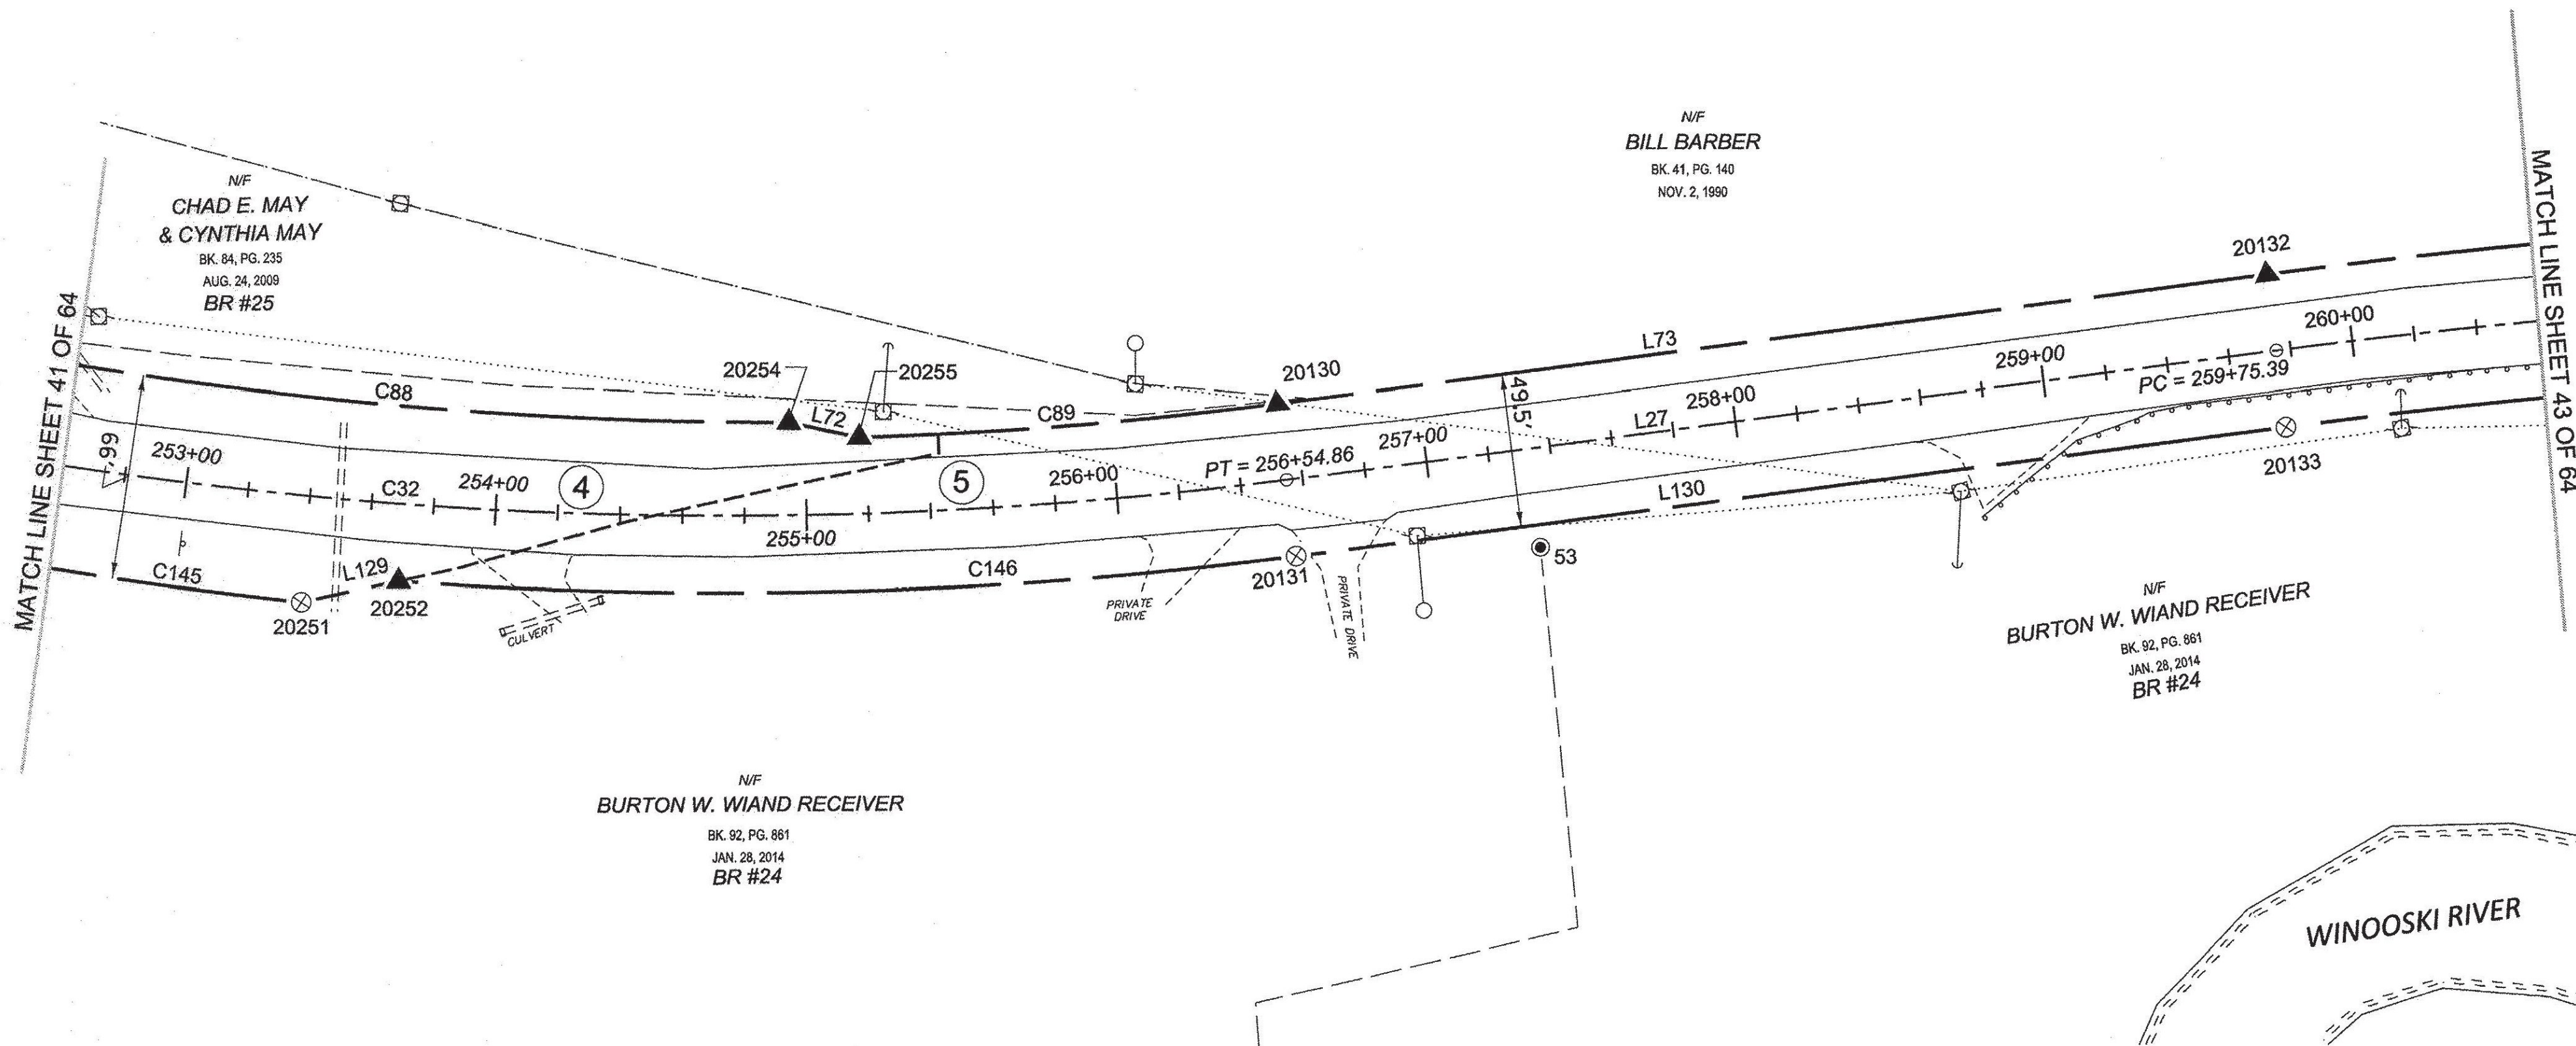 N/F
BILL BARBER
BK. 41, PG. 140
NOV. 2, 1990
N/F
CHAD E. MAY
& CYNTHIA MAY
BK. 84, PG. 235
AUG. 24, 2009
BR #25
MATCH LINE SHEET 41 OF 64
MATCH LINE SHEET 43 OF 64
20132
260+00
L73
259+00
PC = 259+75.39
20254
20255
20130
C88
L72
C89
49.5'
L27
258+00
257+00
66'
253+00
C32
254+00
4
5
256+00
PT = 256+54.86
255+00
L130
20133
53
C145
L129
C146
20251
20252
20131
CULVERT
PRIVATE
DRIVE
PRIVATE DRIVE
N/F
BURTON W. WIAND RECEIVER
BK. 92, PG. 861
JAN. 28, 2014
BR #24
N/F
BURTON W. WIAND RECEIVER
BK. 92, PG. 861
JAN. 28, 2014
BR #24
WINOOSKI RIVER